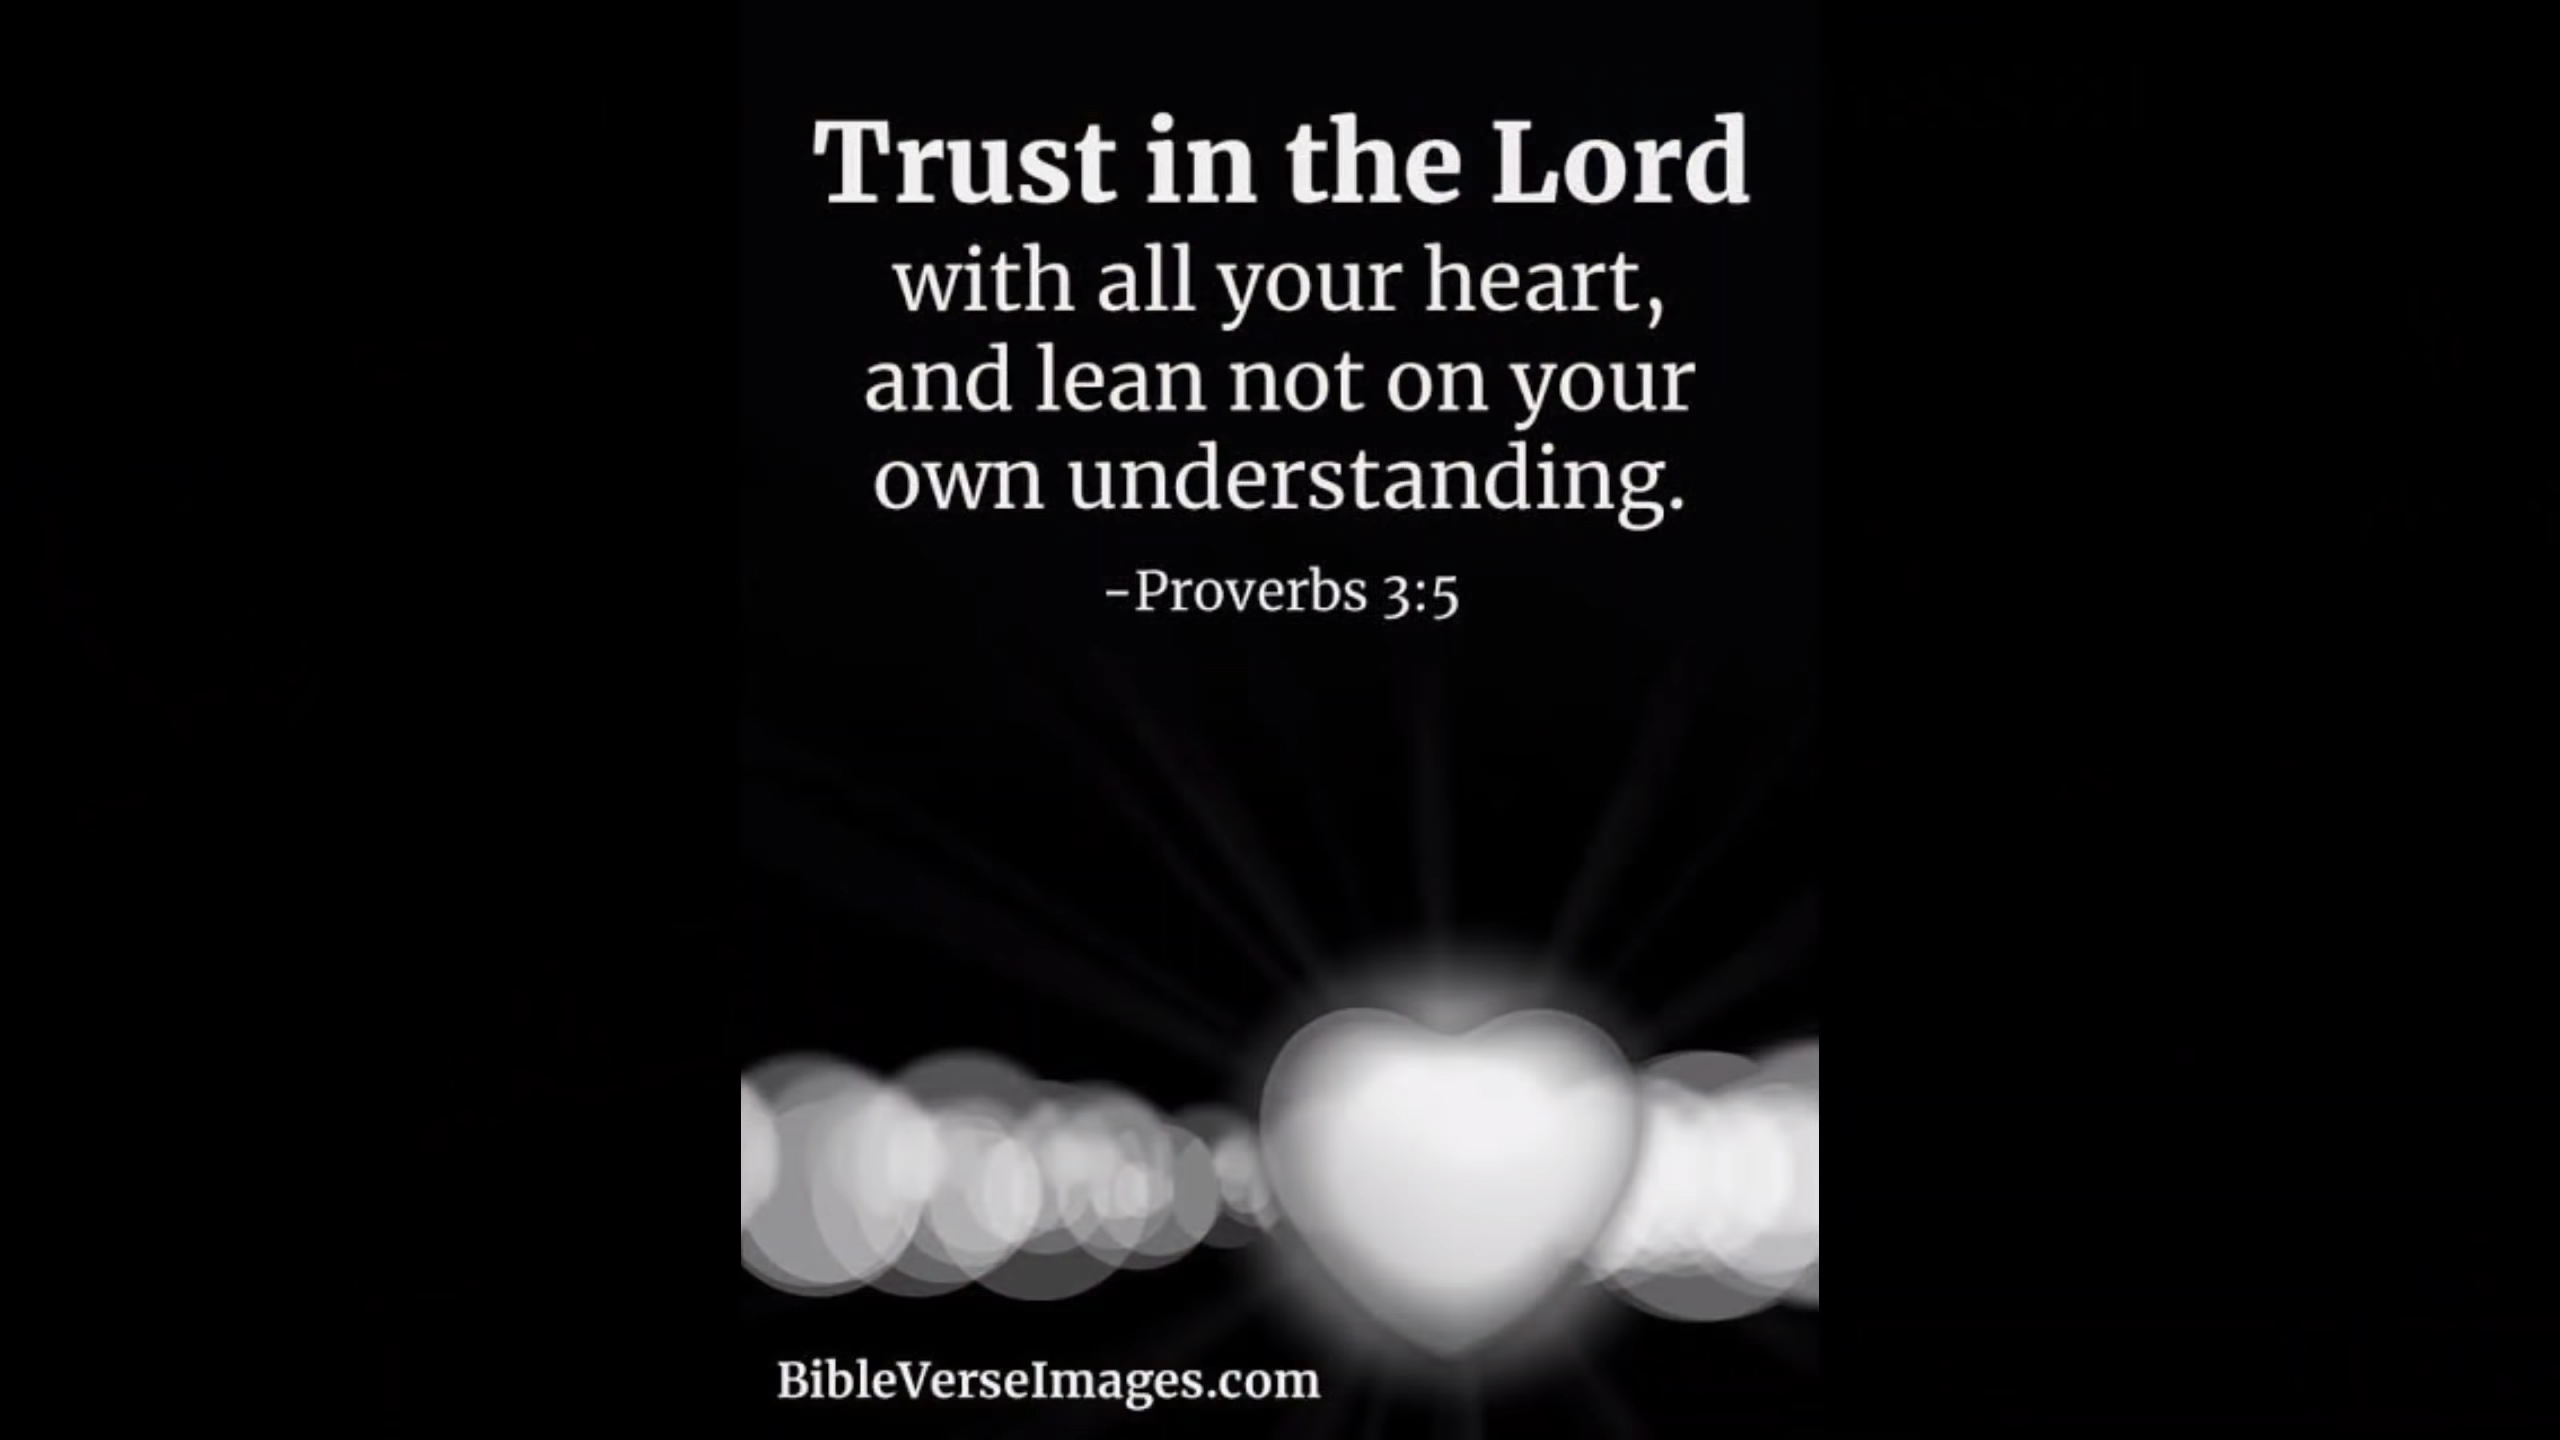 Trust in the Lord
with all your heart,
and lean not on your
own understanding.
-Proverbs 3:5
BibleVerseImages.com